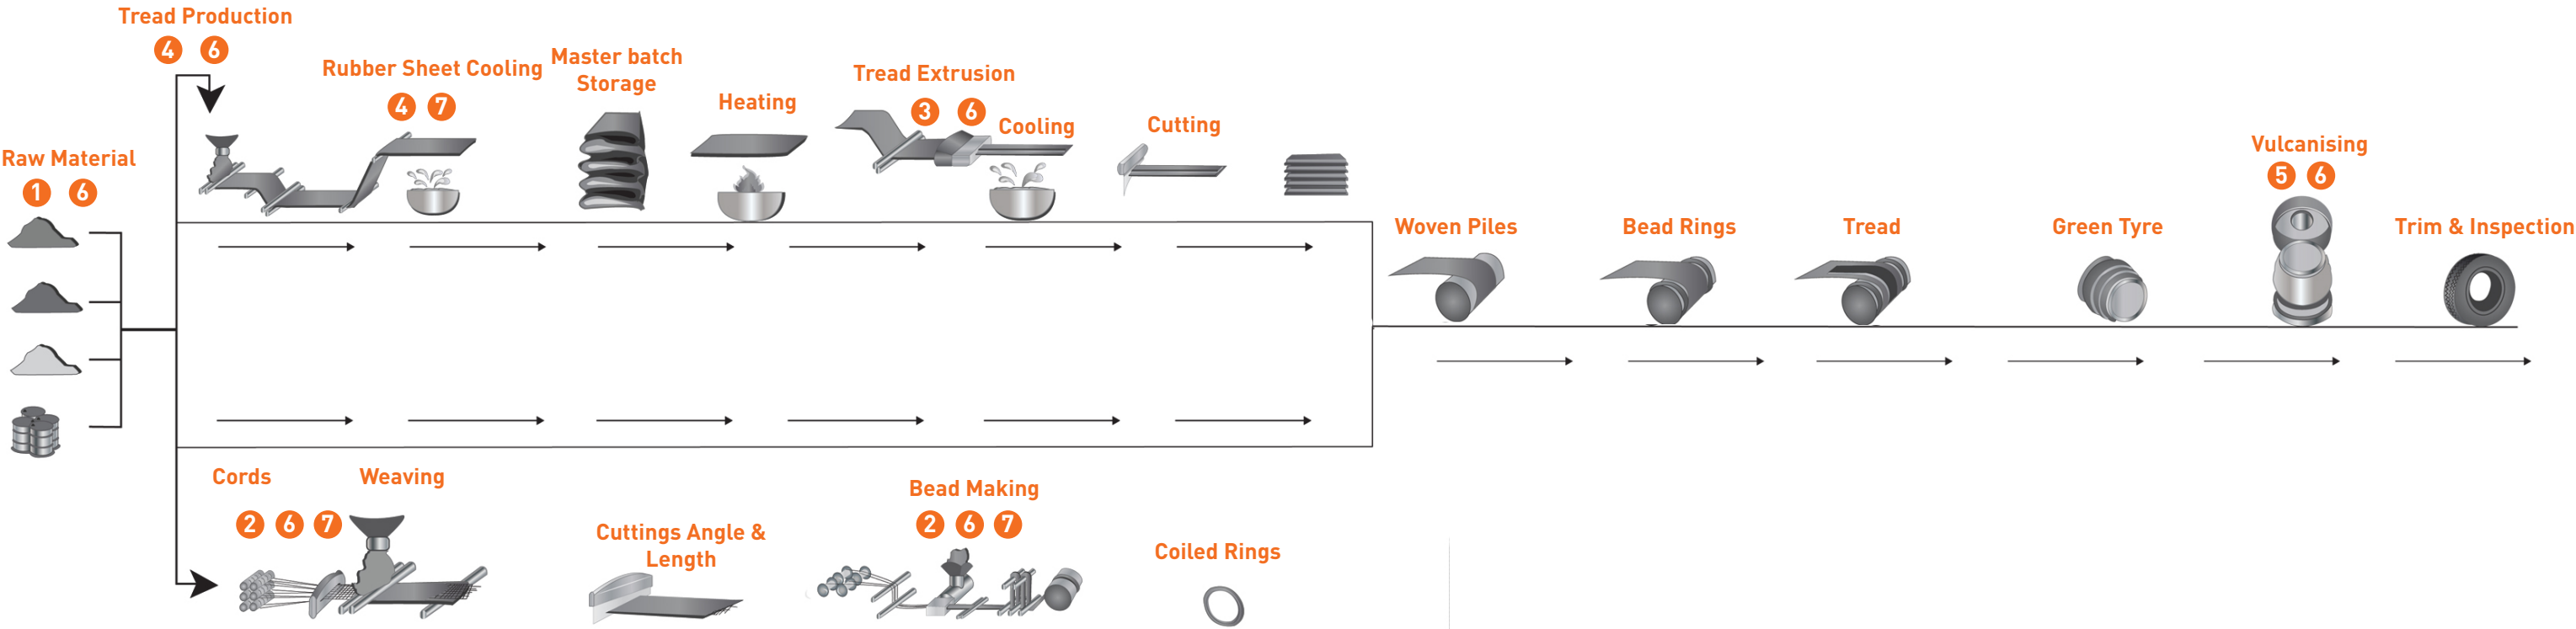 Tread Production
4 6
Rubber Sheet Cooling
4 7
Master batch
Storage
Heating
Tread Extrusion
3 6
Cooling
Cutting
Raw Material
1 6
Vulcanising
5 6
Woven Piles
Bead Rings
Tread
Green Tyre
Trim & Inspection
Cords
2 6 7
Weaving
Cuttings Angle &
Length
Bead Making
2 6 7
Coiled Rings